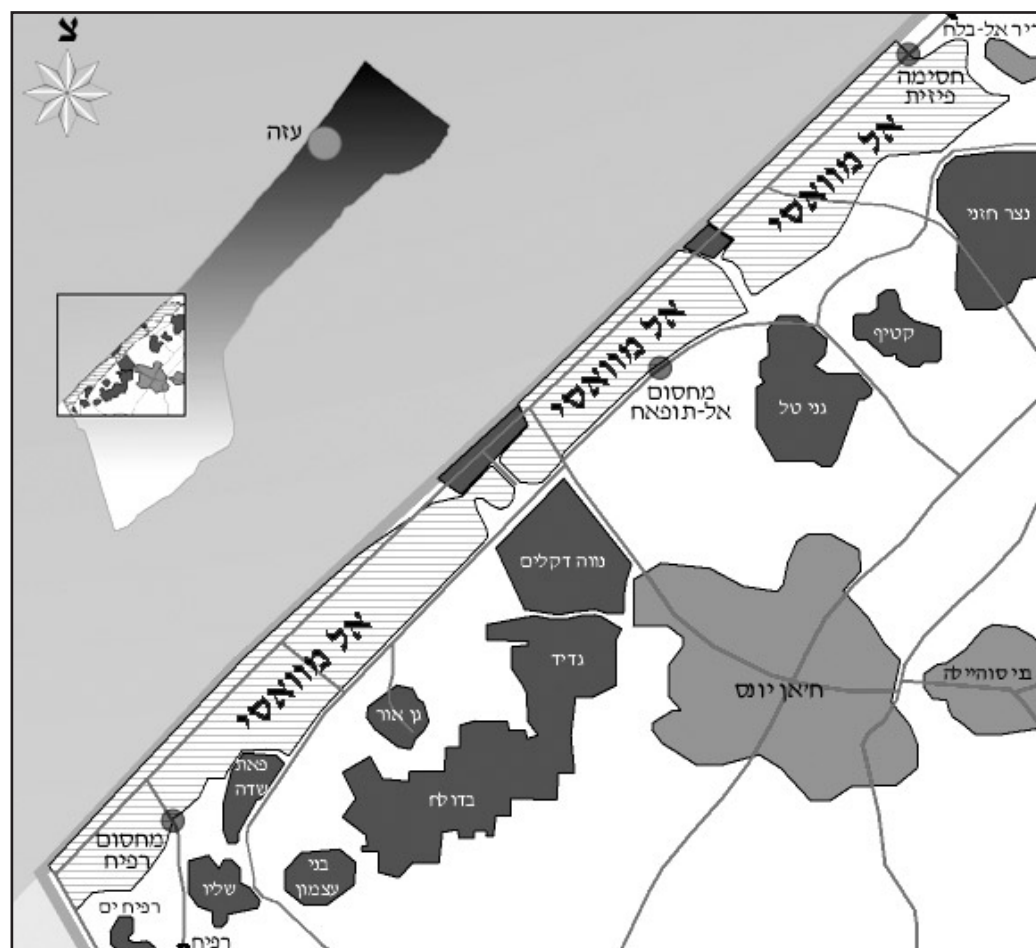 צ
עזה
דיר אל-בלח
חסימה
פיזית
אל מוואסי
נצר חזני
קטיף
אל מוואסי
מחסום
אל-תופאח
גני טל
נווה דקלים
גדיד
אל מוואסי
ח'אן יונס
בני סוהיילה
גן אור
פאת
שדה
בדולח
מחסום
רפיח
בני
עצמון
שליו
רפיח ים
רפיח